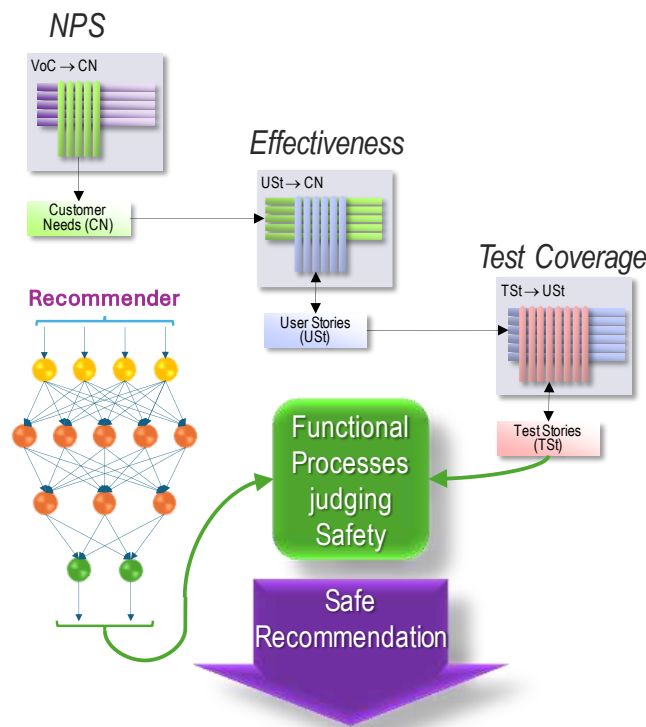 NPS
VoC → CN
Customer
Needs (CN)
Effectiveness
USt → CN
User Stories
(USt)
Test Coverage
TSt → USt
Test Stories
(TSt)
Recommender
Functional
Processes
judging
Safety
Safe
Recommendation